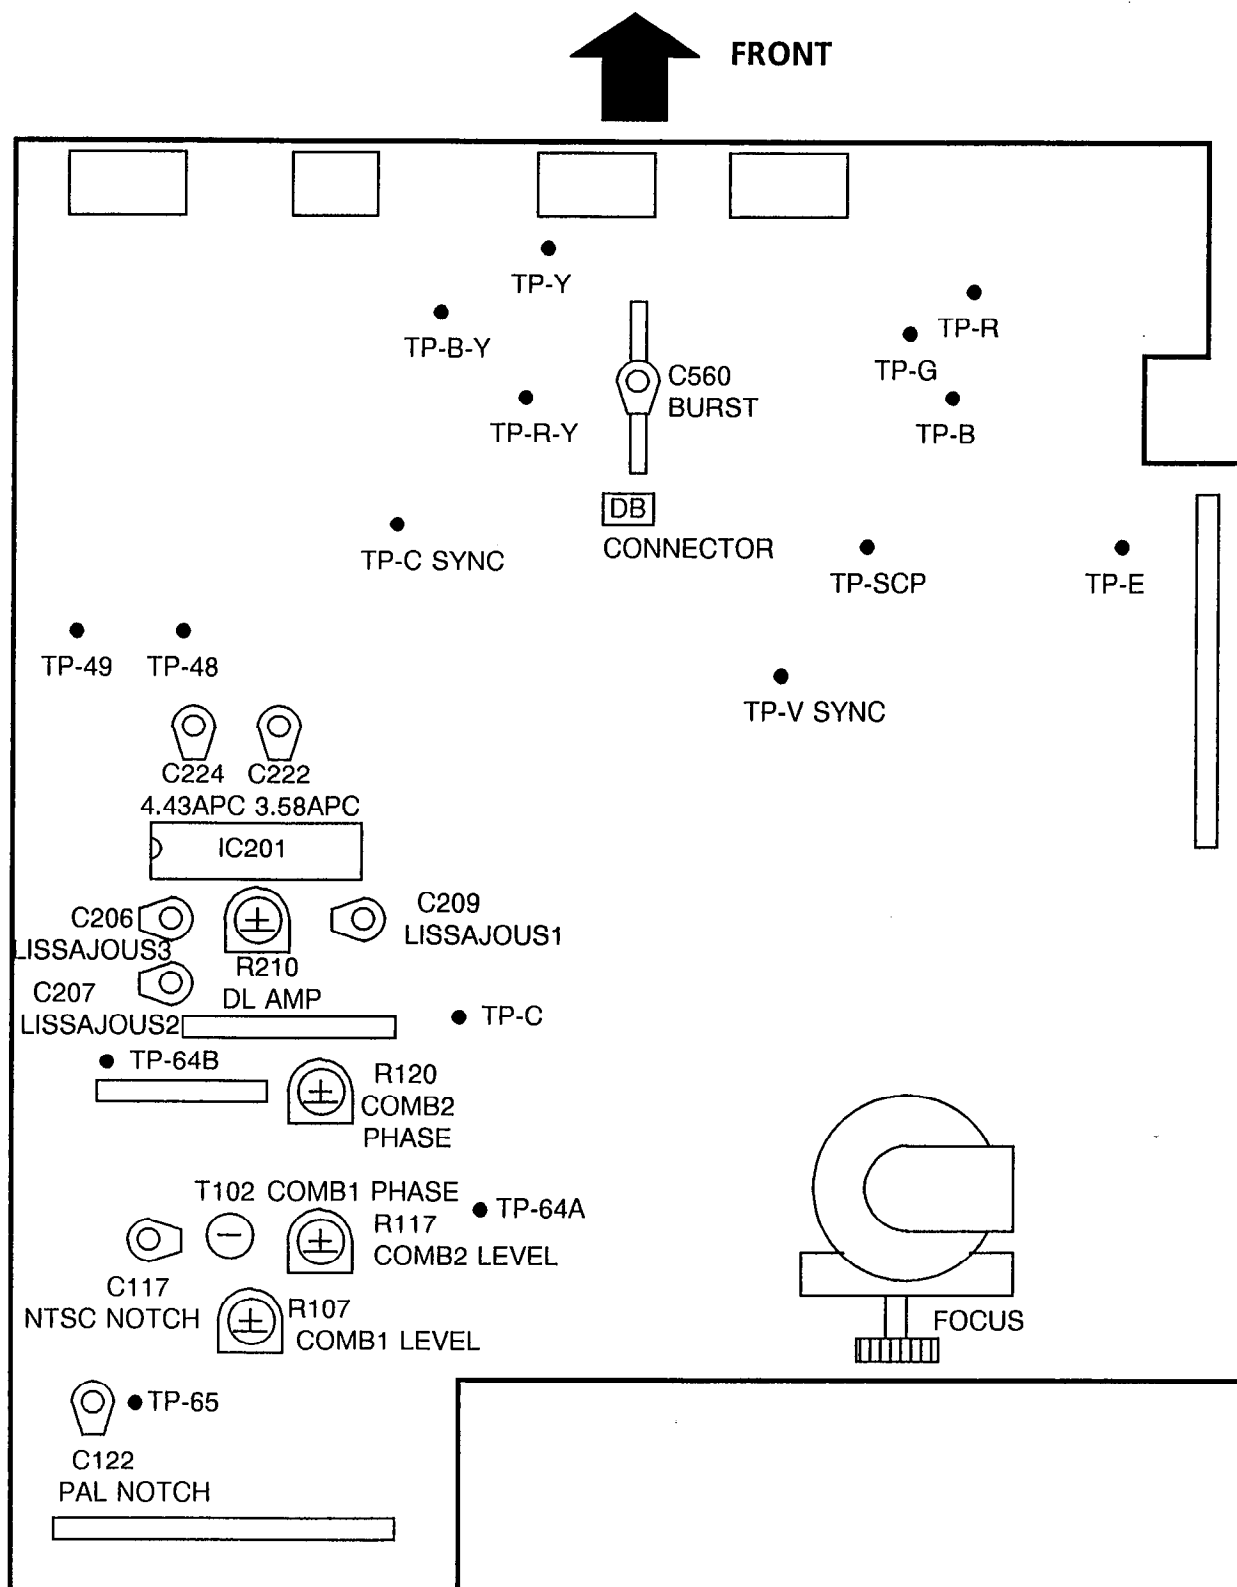 FRONT
TP-Y
TP-R
TP-B-Y
TP-G
C560
BURST
TP-R-Y
TP-B
DB
CONNECTOR
TP-C SYNC
TP-SCP
TP-E
TP-49
TP-48
TP-V SYNC
C224
C222
4.43APC 3.58APC
IC201
C206
LISSAJOUS3
C209
LISSAJOUS1
R210
DL AMP
C207
LISSAJOUS2
TP-C
TP-64B
R120
COMB2
PHASE
T102 COMB1 PHASE
TP-64A
R117
COMB2 LEVEL
C117
NTSC NOTCH
R107
COMB1 LEVEL
FOCUS
TP-65
C122
PAL NOTCH